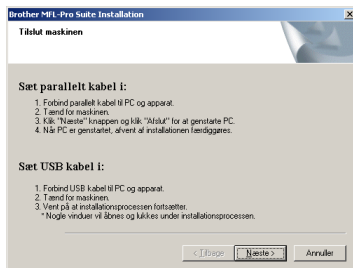 Brother MFL-Pro Suite Installation
Tilslut maskinen
Sæt parallelt kabel i:
1. Forbind parallelt kabel til PC og apparat.
2. Tænd for maskinen.
3. Klik "Næste" knappen og klik "Afslut" for at genstarte PC.
4. Når PC er genstartet, afvent af installationen færdiggøres.
Sæt USB kabel i:
1. Forbind USB kabel til PC og apparat.
2. Tænd for maskinen.
3. Vent på at installationsprocessen fortsætter.
* Nogle vinduer vil åbnes og lukkes under installationsprocessen.
< Tilbage Næste > Annuller